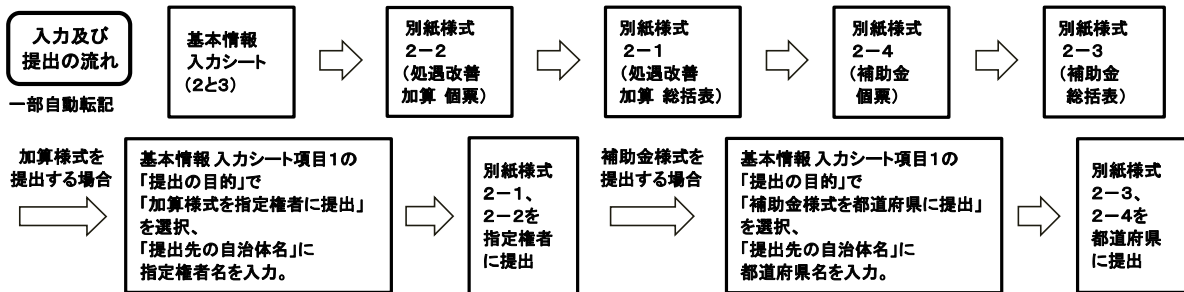 入力及び
提出の流れ
一部自動転記
基本情報
入力シート
(2と3)
別紙様式
2-2
(処遇改善
加算 個票)
別紙様式
2-1
(処遇改善
加算 総括表)
別紙様式
2-4
(補助金
個票)
別紙様式
2-3
(補助金
総括表)
加算様式を
提出する場合
基本情報 入力シート項目1の
「提出の目的」で
「加算様式を指定権者に提出」
を選択、
「提出先の自治体名」に
指定権者名を入力。
別紙様式
2-1、
2-2を
指定権者
に提出
補助金様式を
提出する場合
基本情報 入力シート項目1の
「提出の目的」で
「補助金様式を都道府県に提出」
を選択、
「提出先の自治体名」に
都道府県名を入力。
別紙様式
2-3、
2-4を
都道府県
に提出